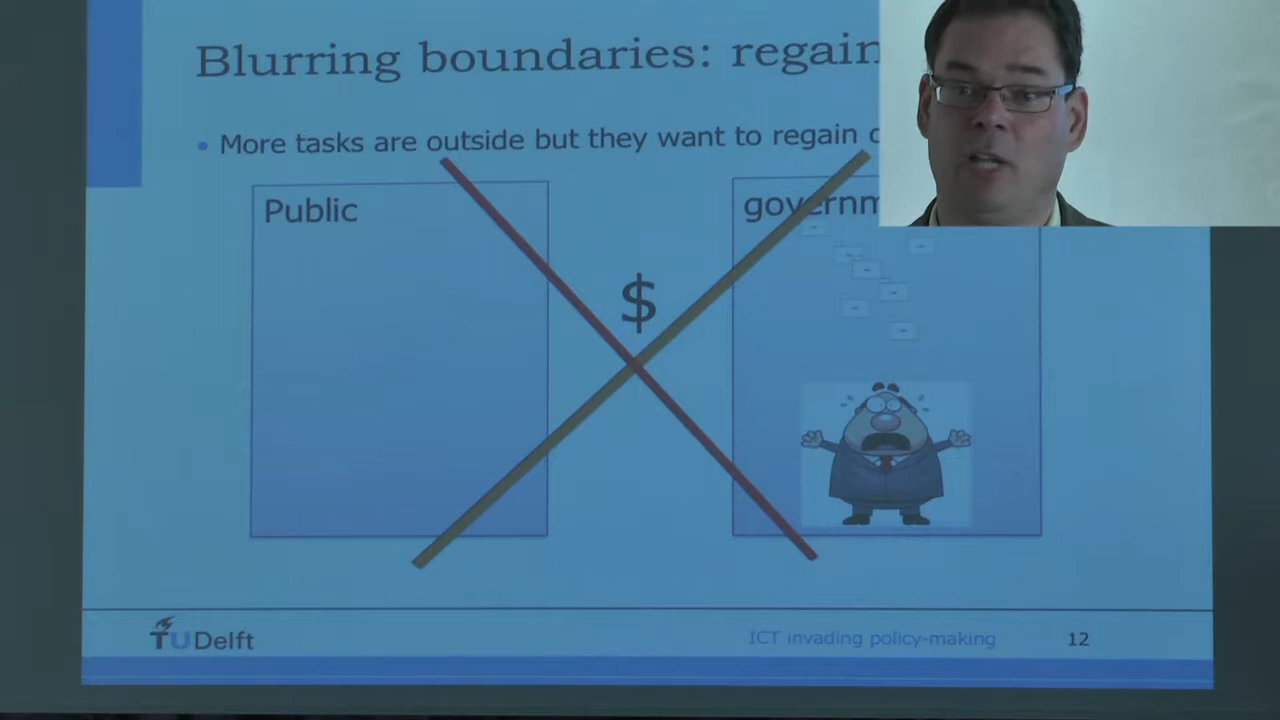 Blurring boundaries: regain
• More tasks are outside but they want to regain
Public
governm
$
TU Delft
ICT invading policy-making
12